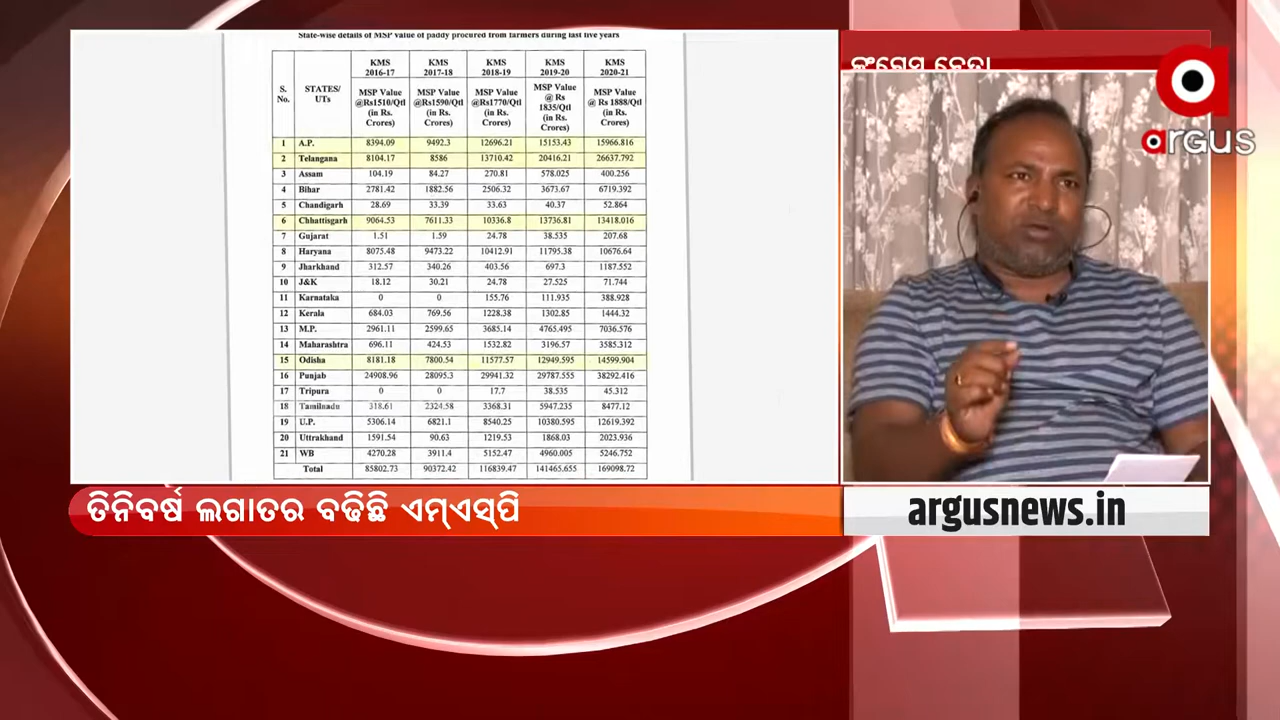 State-wise details of MSP value of paddy procured from farmers during last five years
S. No. STATES/ UTs KMS 2016-17 KMS 2017-18 KMS 2018-19 KMS 2019-20 KMS 2020-21
MSP Value @Rs1510/Qtl (in Rs. Crores) MSP Value @Rs1590/Qtl (in Rs. Crores) MSP Value @Rs1770/Qtl (in Rs. Crores) MSP Value @ Rs 1835/Qtl (in Rs. Crores) MSP Value @ Rs 1888/Qtl (in Rs. Crores)
1 A.P. 8394.09 9492.3 12696.21 15153.43 15966.816
2 Telangana 8104.17 8586 13710.42 20416.21 26637.792
3 Assam 104.19 84.27 270.81 578.025 400.256
4 Bihar 2781.42 1882.56 2506.32 3673.67 6719.392
5 Chandigarh 28.69 33.39 33.63 40.37 52.864
6 Chhattisgarh 9064.53 7611.33 10336.8 13736.81 13418.016
7 Gujarat 1.51 1.59 24.78 38.535 207.68
8 Haryana 8075.48 9473.22 10412.91 11795.38 10676.64
9 Jharkhand 312.57 340.26 403.56 697.3 1187.552
10 J&K 18.12 30.21 24.78 27.525 71.744
11 Karnataka 0 0 155.76 111.935 388.928
12 Kerala 684.03 769.56 1228.38 1302.85 1444.32
13 M.P. 2961.11 2599.65 3685.14 4765.495 7036.576
14 Maharashtra 696.11 424.53 1532.82 3196.57 3585.312
15 Odisha 8181.18 7800.54 11577.57 12949.595 14599.904
16 Punjab 24908.96 28095.3 29941.32 29787.555 38292.416
17 Tripura 0 0 17.7 38.535 45.312
18 Tamilnadu 318.61 2324.58 3368.31 5947.235 8477.12
19 U.P. 5306.14 6821.1 8540.25 10380.595 12619.392
20 Uttrakhand 1591.54 90.63 1219.53 1868.03 2023.936
21 WB 4270.28 3911.4 5152.47 4960.005 5246.752
Total 85802.73 90372.42 116839.47 141465.655 169098.72
argus
ତିନିବର୍ଷ ଲଗାତର ବଢିଛି ଏମ୍ଏସ୍ପି
argusnews.in